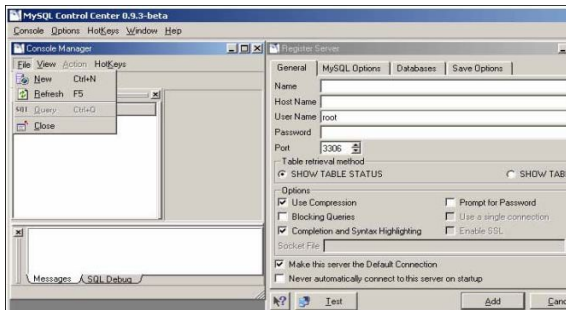 MySQL Control Center 0.9.3-beta
Console Options HotKeys Window Help
Console Manager
File View Action HotKeys
New Ctrl+N
Refresh F5
SQL Query Ctrl+Q
Close
Messages SQL Debug
Register Server
General MySQL Options Databases Save Options
Name
Host Name
User Name root
Password
Port 3306
Table retrieval method
SHOW TABLE STATUS SHOW TAB
Options
Use Compression Prompt for Password
Blocking Queries Use a single connection
Completion and Syntax Highlighting Enable SSL
Socket File
Make this server the Default Connection
Never automatically connect to this server on startup
Test Add Canc